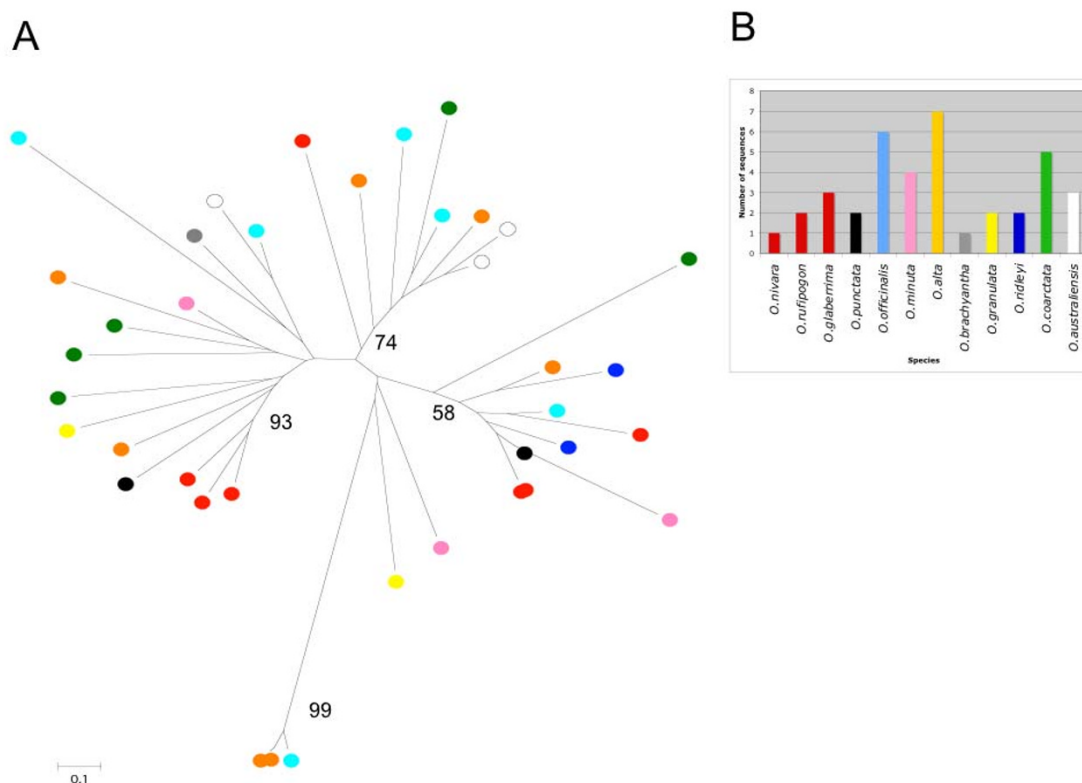 A
B
8
7
6
5
4
3
2
1
0
Number of sequences
O.nivara
O.rufipogon
O.glaberrima
O.punctata
O.officinalis
O.minuta
O.alta
O.brachyantha
O.granulata
O.ridleyi
O.coarctata
O.australiensis
Species
74
58
93
99
0.1